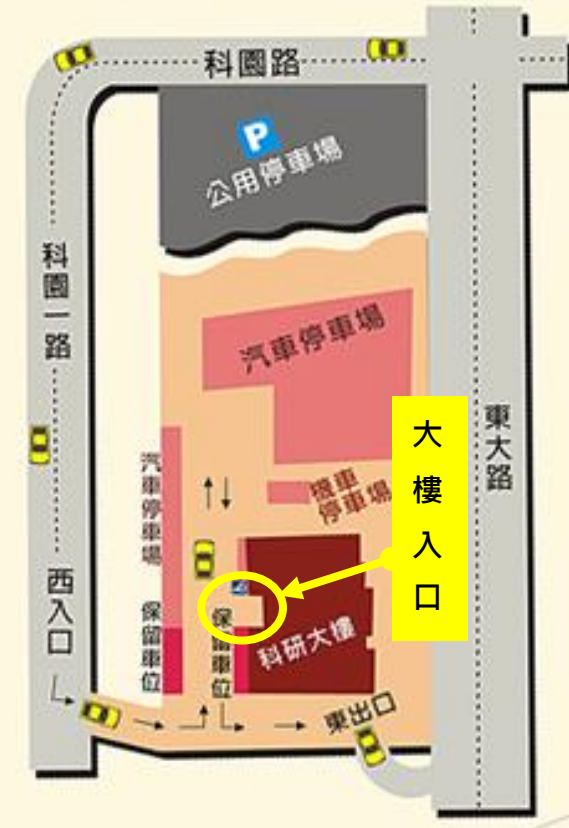 科園路
P
公用停車場
科園一路
汽車停車場
東大路
大樓入口
機車
停車場
汽車停車場
西入口
保留車位
保留車位
科研大樓
東出口